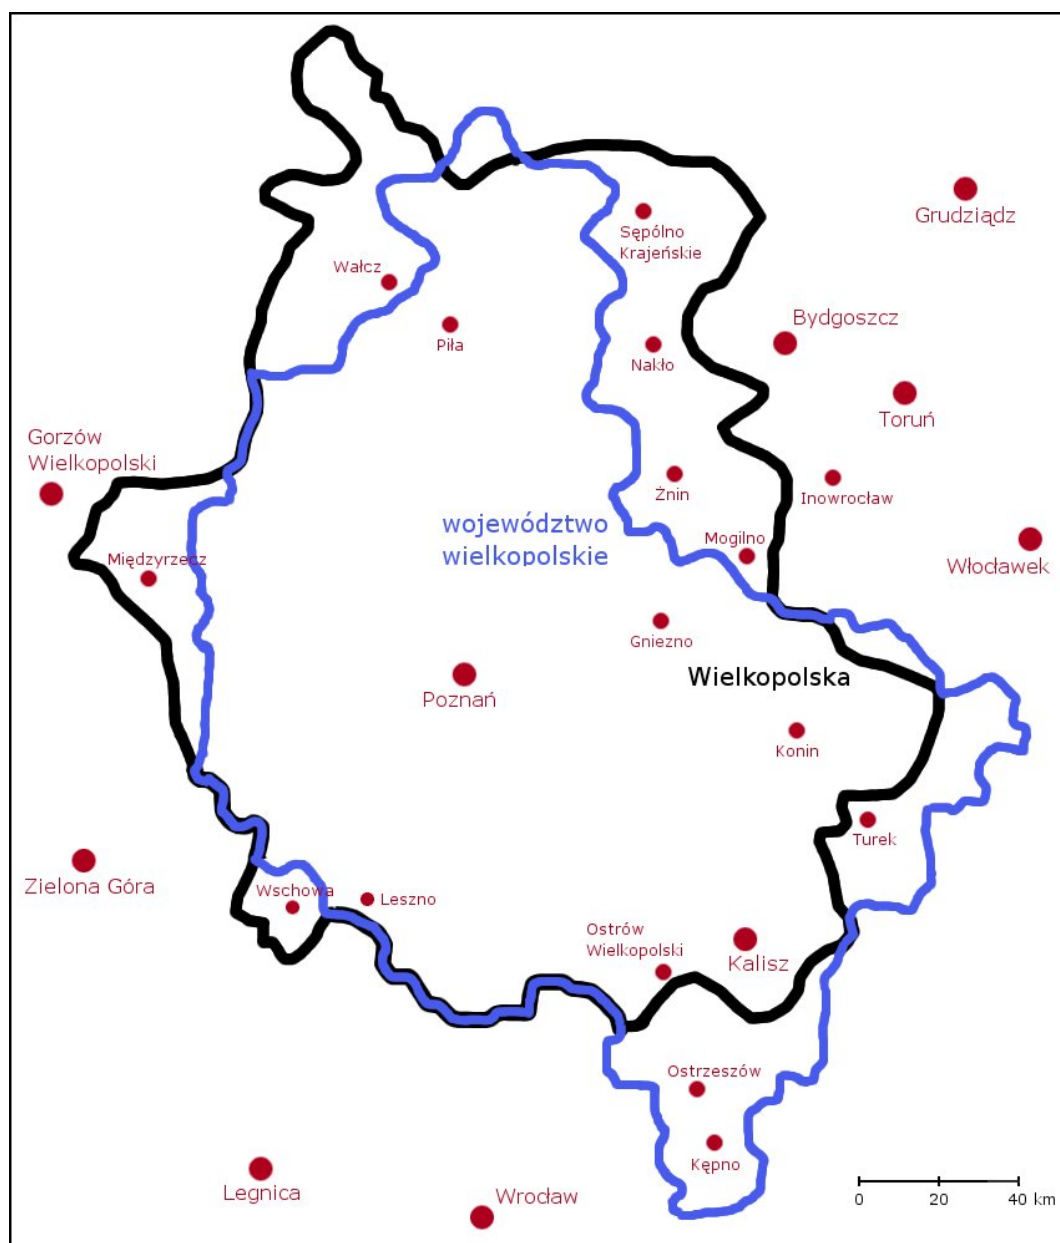 Grudziądz
Sępólno
Krajeńskie
Wałcz
Bydgoszcz
Piła
Nakło
Toruń
Gorzów
Wielkopolski
Żnin
Inowrocław
województwo
wielkopolskie
Mogilno
Włocławek
Międzyrzecz
Gniezno
Wielkopolska
Poznań
Konin
Turek
Zielona Góra
Wschowa
Leszno
Ostrów
Wielkopolski
Kalisz
Ostrzeszów
Kępno
Legnica
Wrocław
0 20 40 km